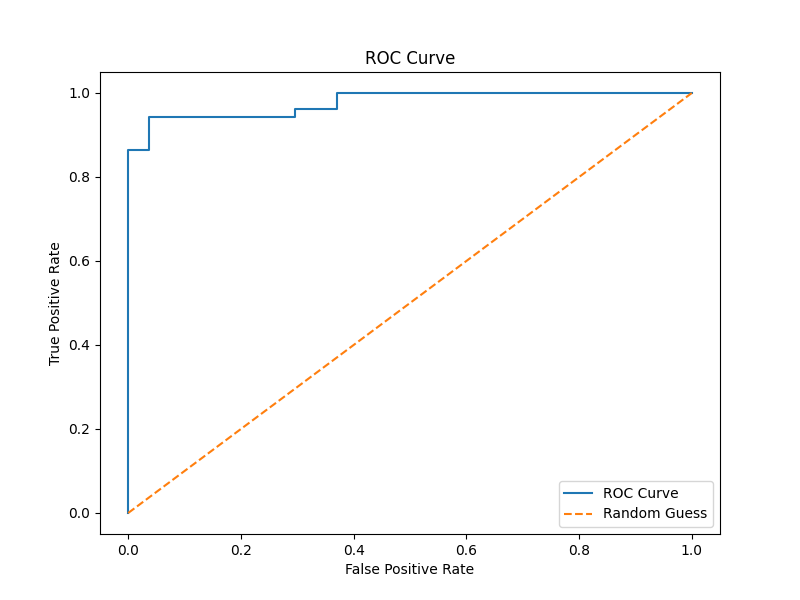 ROC Curve
1.0
0.8
0.6
0.4
0.2
0.0
True Positive Rate
0.0 0.2 0.4 0.6 0.8 1.0
False Positive Rate
ROC Curve
Random Guess